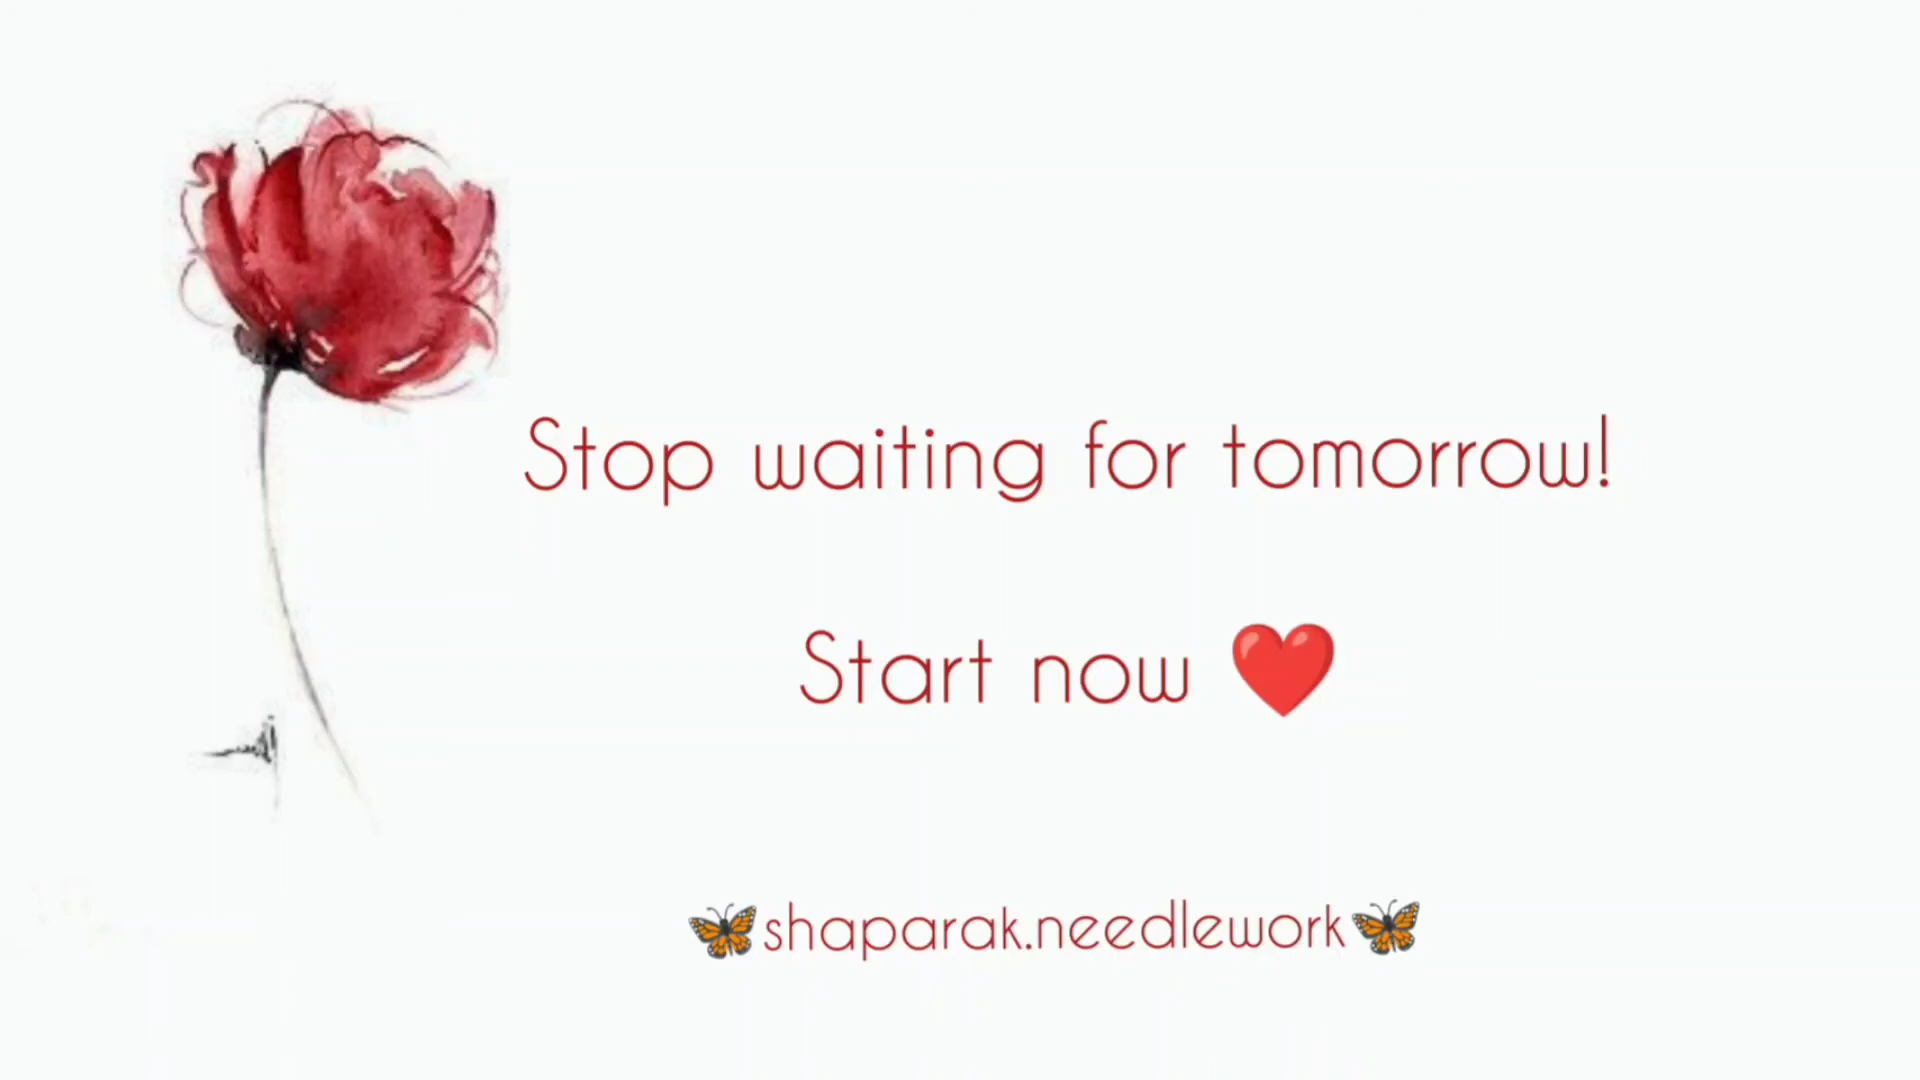 Stop waiting for tomorrow!
Start now ❤️
🦋shaparak.needlework🦋